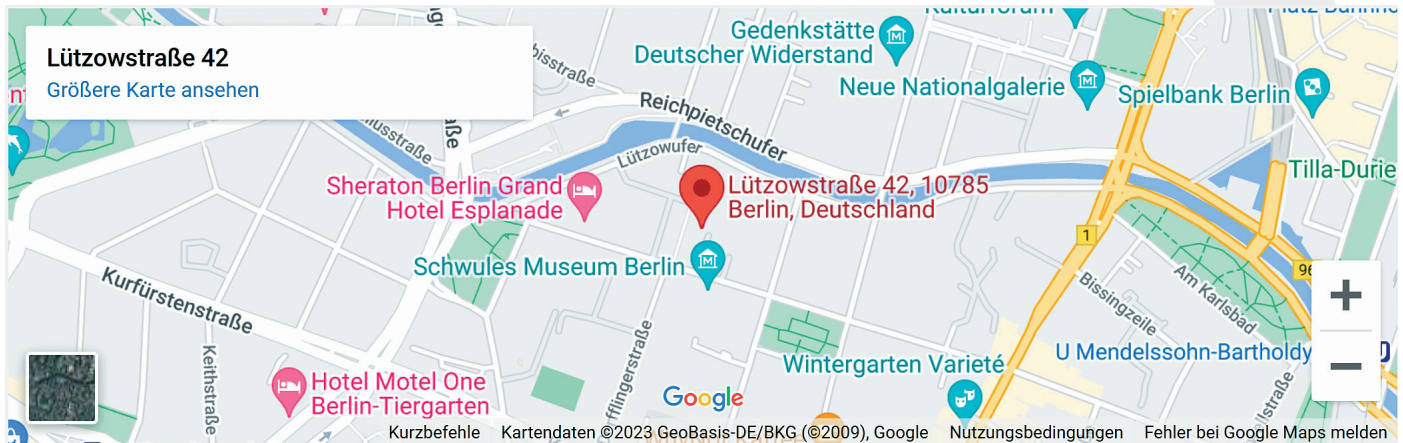 Kulturforum
Gedenkstätte
Deutscher Widerstand
Lützowstraße 42
Größere Karte ansehen
Neue Nationalgalerie
Spielbank Berlin
Reichpietschufer
Lützowufer
Tilla-Durie
Sheraton Berlin Grand
Hotel Esplanade
Lützowstraße 42, 10785
Berlin, Deutschland
1
Schwules Museum Berlin
96
Kurfürstenstraße
Bissingzeile
Am Karlsbad
+
−
U Mendelssohn-Bartholdy
Wintergarten Varieté
Keithstraße
Hotel Motel One
Berlin-Tiergarten
Google
Kurzbefehle Kartendaten ©2023 GeoBasis-DE/BKG (©2009), Google Nutzungsbedingungen Fehler bei Google Maps melden